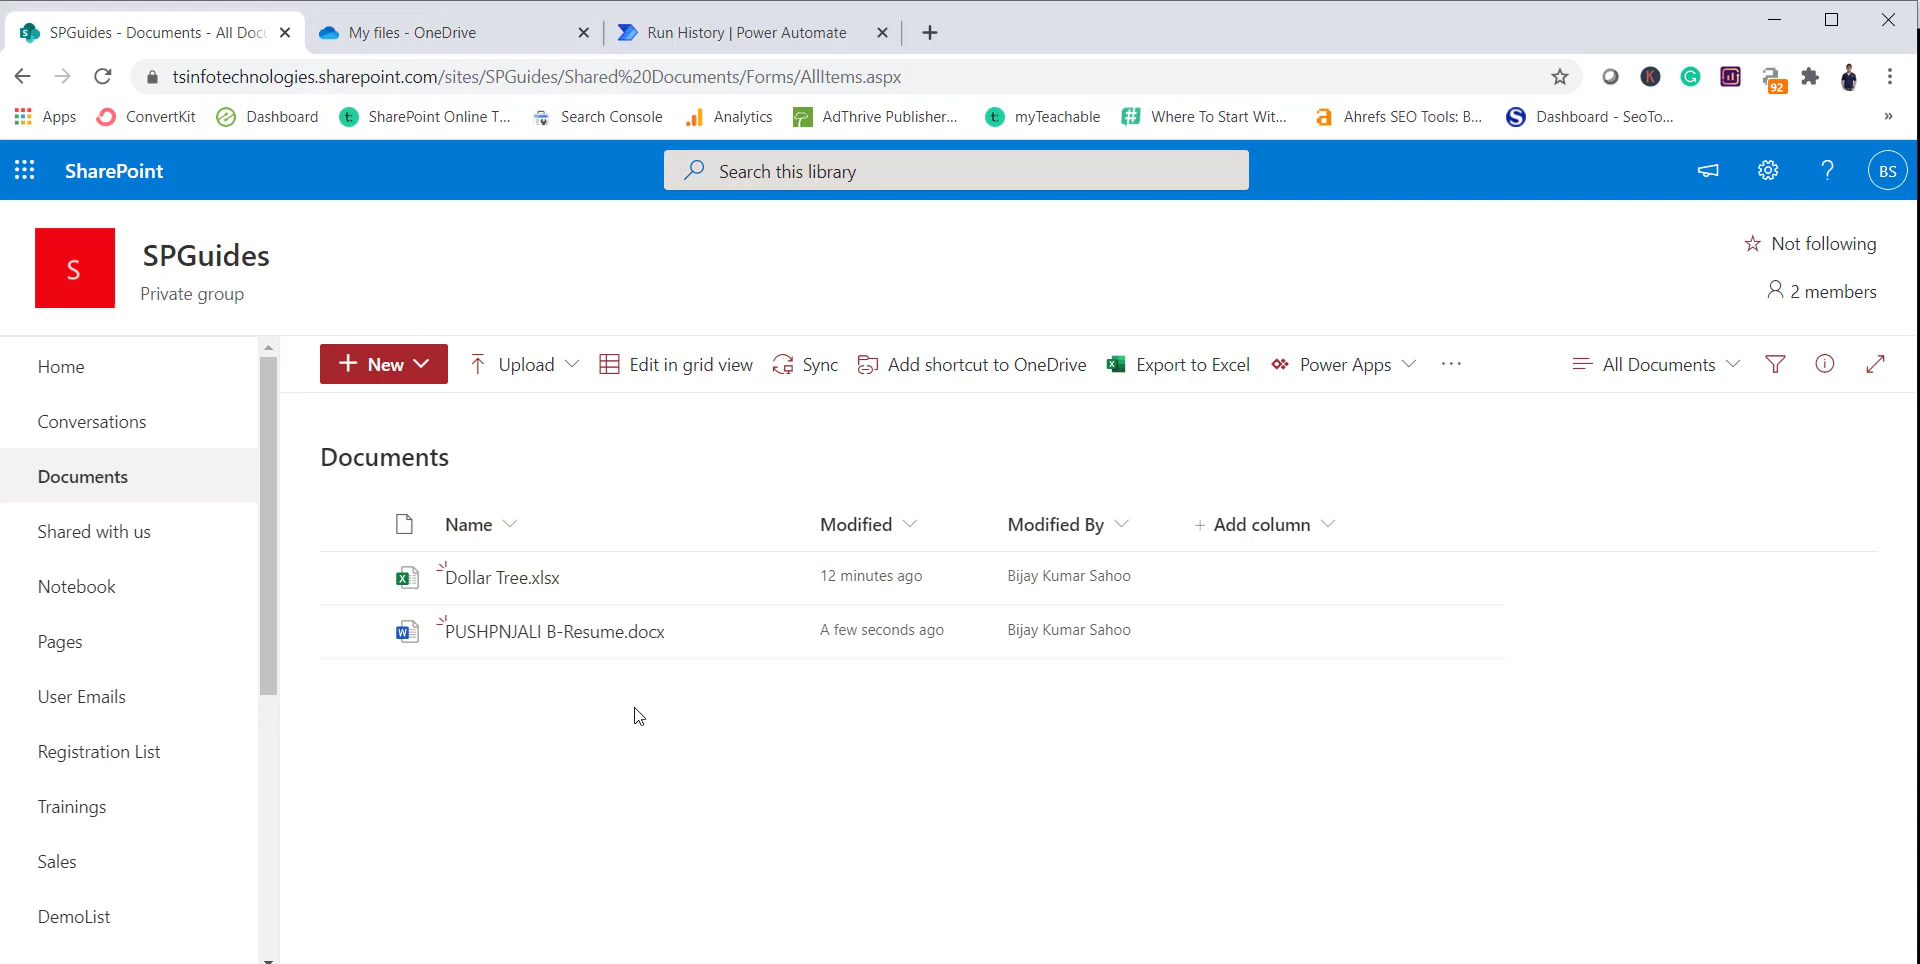 SPGuides - Documents - All Docu
My files - OneDrive
Run History | Power Automate
tsinfotechnologies.sharepoint.com/sites/SPGuides/Shared%20Documents/Forms/AllItems.aspx
K
G
92
Apps
ConvertKit
Dashboard
t: SharePoint Online T...
Search Console
Analytics
AdThrive Publisher...
t: myTeachable
Where To Start Wit...
a Ahrefs SEO Tools: B...
S Dashboard - SeoTo...
»
SharePoint
Search this library
?
BS
S
SPGuides
Private group
Not following
2 members
Home
Conversations
Documents
Shared with us
Notebook
Pages
User Emails
Registration List
Trainings
Sales
DemoList
+ New
Upload
Edit in grid view
Sync
Add shortcut to OneDrive
Export to Excel
Power Apps
...
All Documents
Documents
Name
Modified
Modified By
+ Add column
Dollar Tree.xlsx
12 minutes ago
Bijay Kumar Sahoo
PUSHPNJALI B-Resume.docx
A few seconds ago
Bijay Kumar Sahoo